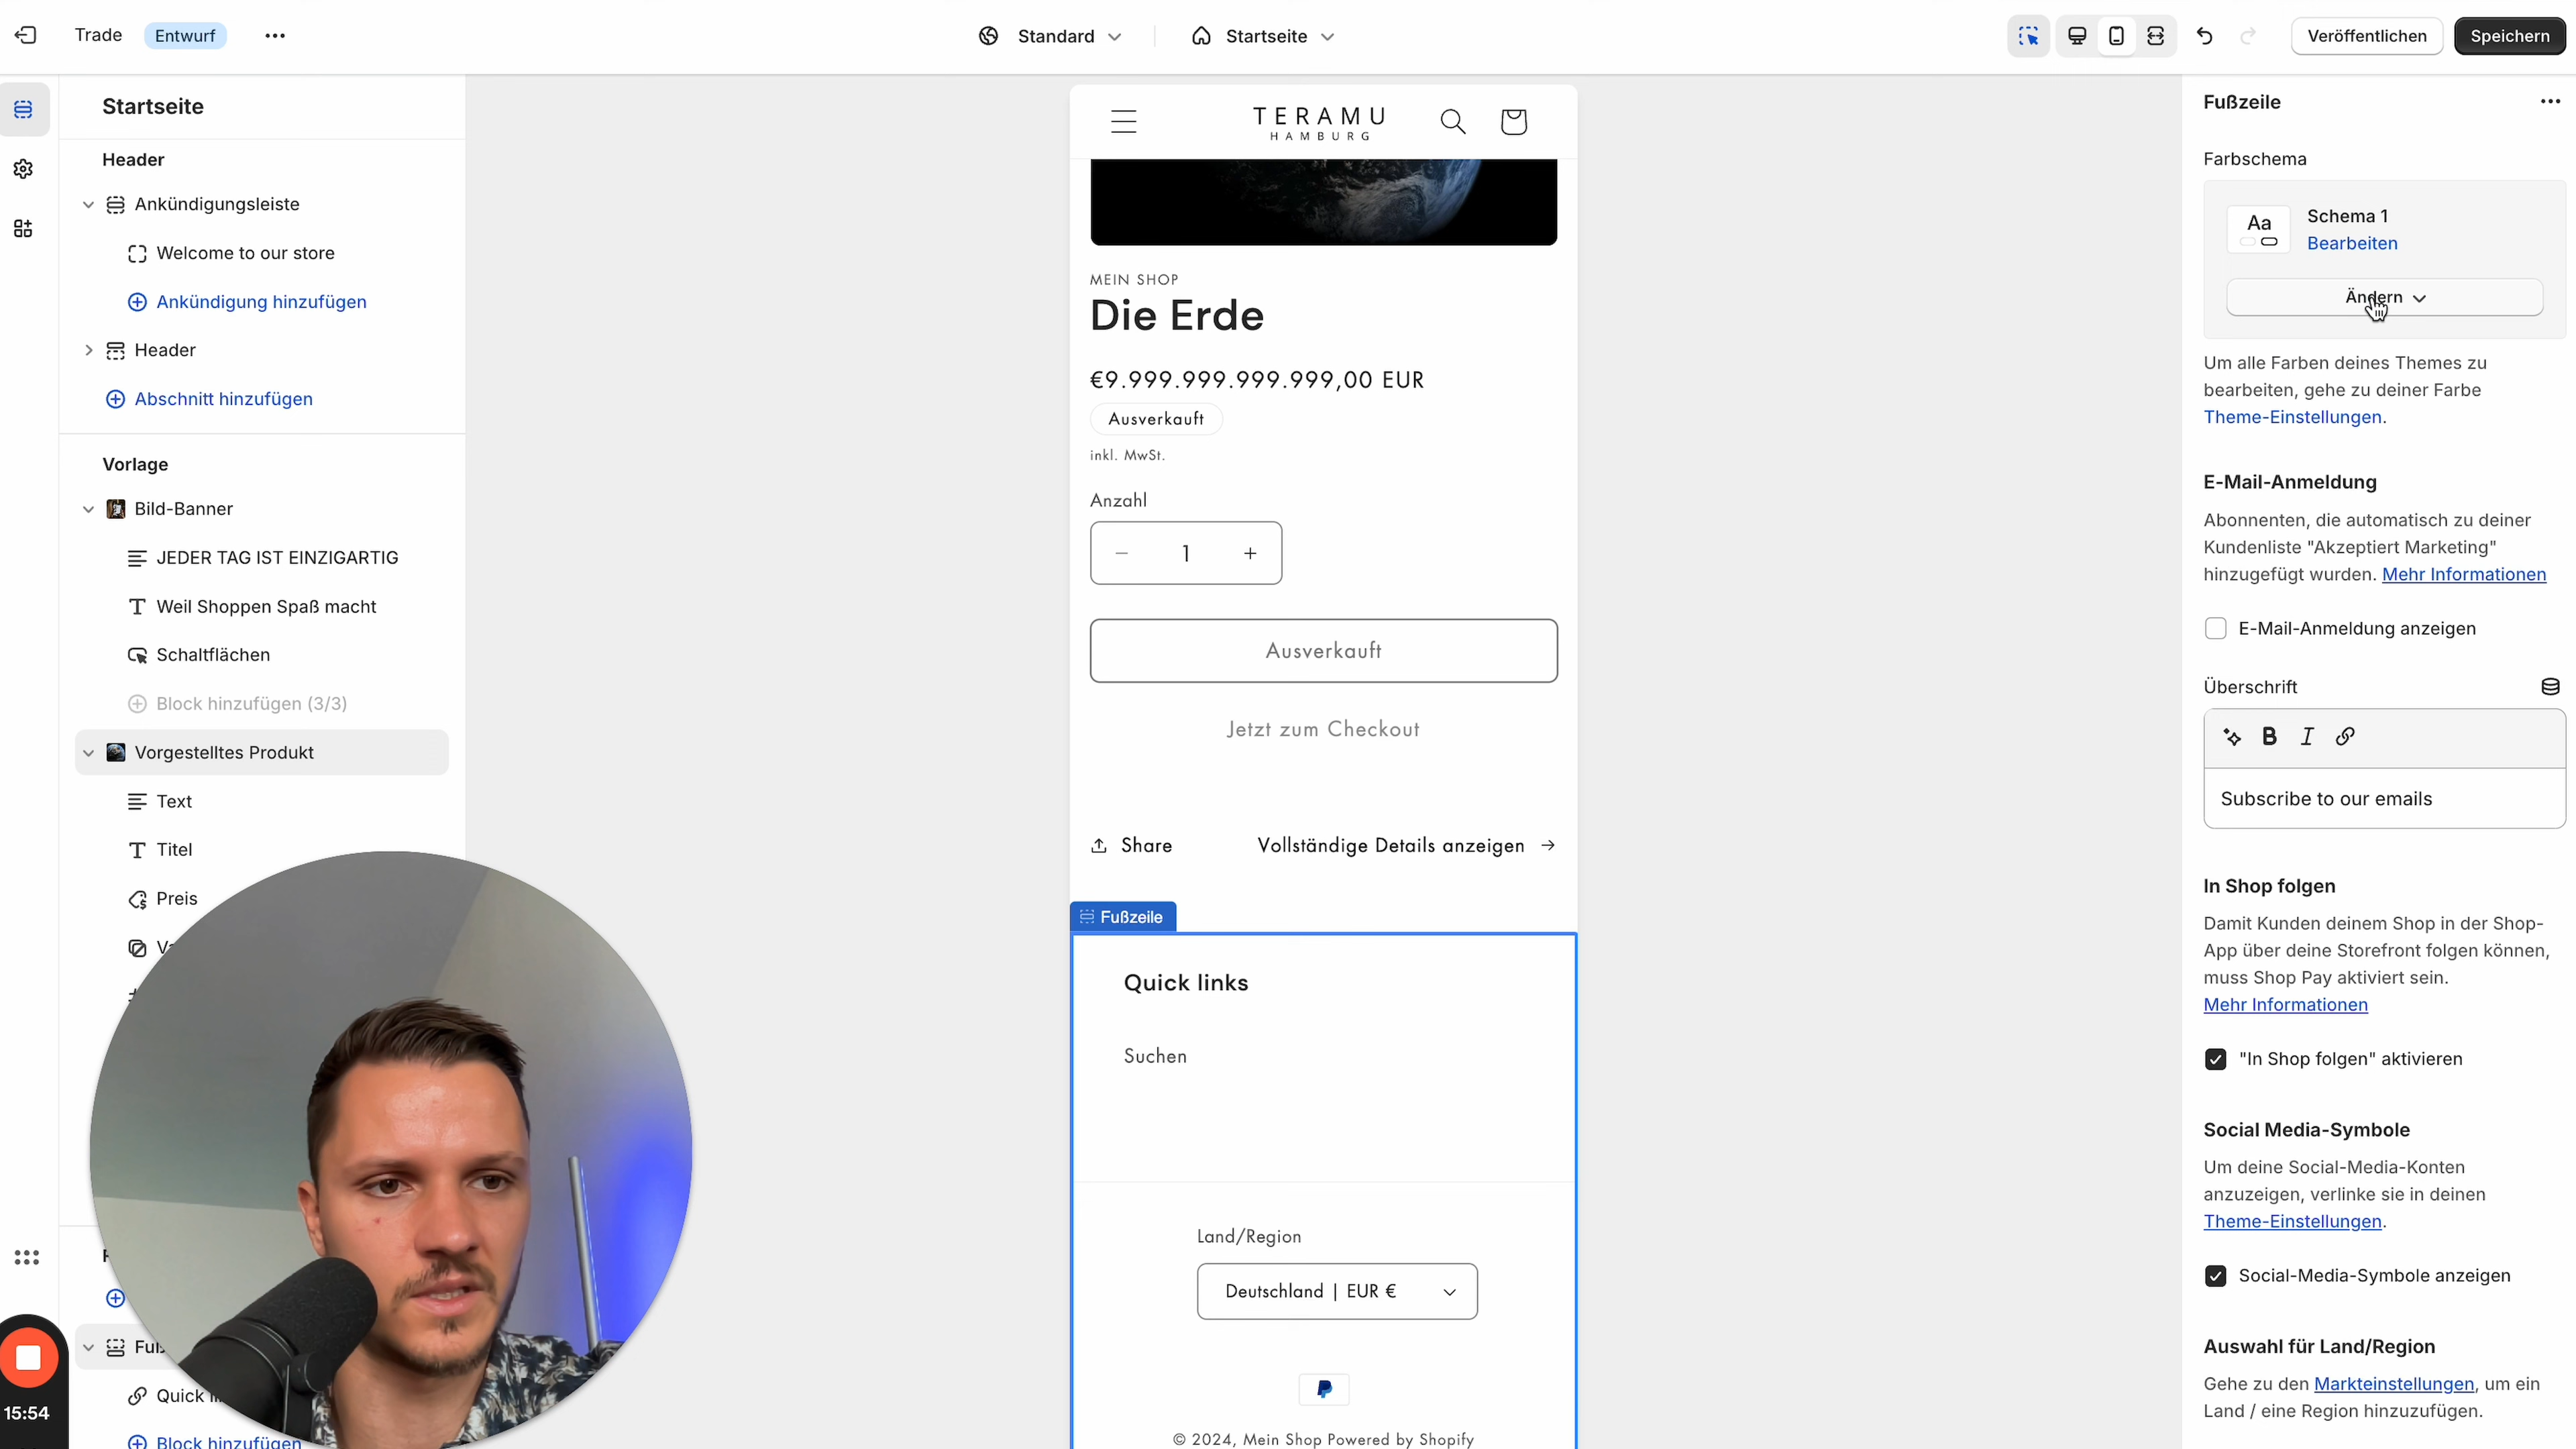 Trade
Entwurf
Standard
Startseite
Veröffentlichen
Speichern
Startseite
Header
Ankündigungsleiste
Welcome to our store
Ankündigung hinzufügen
Header
Abschnitt hinzufügen
Vorlage
Bild-Banner
JEDER TAG IST EINZIGARTIG
Weil Shoppen Spaß macht
Schaltflächen
Block hinzufügen (3/3)
Vorgestelltes Produkt
Text
Titel
Preis
Quick
Block hinzufügen
15:54
TERAMU
HAMBURG
MEIN SHOP
Die Erde
€9.999.999.999.999,00 EUR
Ausverkauft
inkl. MwSt.
Anzahl
1
Ausverkauft
Jetzt zum Checkout
Share
Vollständige Details anzeigen
Fußzeile
Quick links
Suchen
Land/Region
Deutschland | EUR €
© 2024, Mein Shop Powered by Shopify
Fußzeile
Farbschema
Aa
Schema 1
Bearbeiten
Ändern
Um alle Farben deines Themes zu
bearbeiten, gehe zu deiner Farbe
Theme-Einstellungen.
E-Mail-Anmeldung
Abonnenten, die automatisch zu deiner
Kundenliste "Akzeptiert Marketing"
hinzugefügt wurden. Mehr Informationen
E-Mail-Anmeldung anzeigen
Überschrift
B I
Subscribe to our emails
In Shop folgen
Damit Kunden deinem Shop in der Shop-
App über deine Storefront folgen können,
muss Shop Pay aktiviert sein.
Mehr Informationen
"In Shop folgen" aktivieren
Social Media-Symbole
Um deine Social-Media-Konten
anzuzeigen, verlinke sie in deinen
Theme-Einstellungen.
Social-Media-Symbole anzeigen
Auswahl für Land/Region
Gehe zu den Markteinstellungen, um ein
Land / eine Region hinzuzufügen.